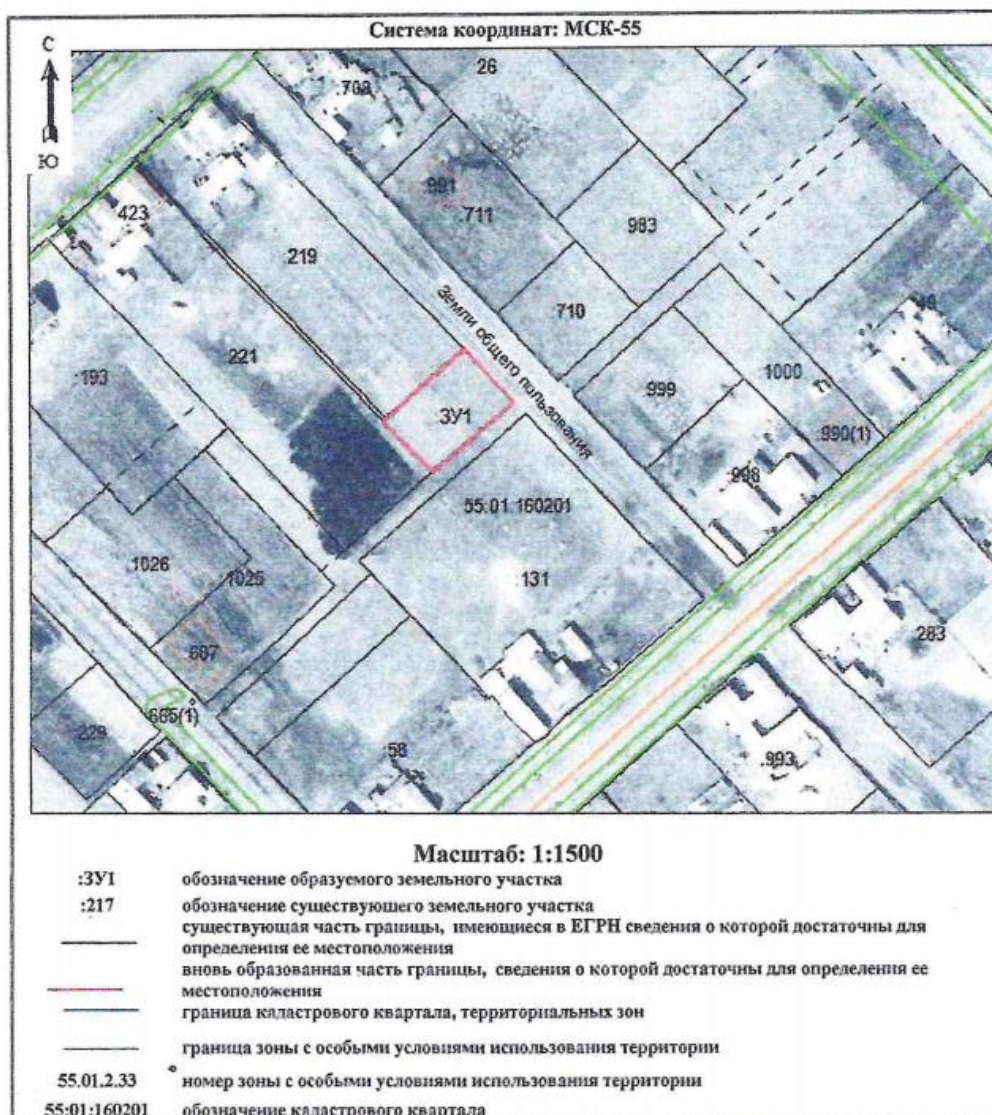 Система координат: МСК-55
С
Ю
:703
26
:991
:711
983
423
219
710
49
221
1000
:193
ЗУ1
999
Земли общего пользования
:990(1)
:998
55:01:160201
1026
:1025
:131
:687
283
665(1)
:229
:58
:993
Масштаб: 1:1500
:ЗУ1 обозначение образуемого земельного участка
:217 обозначение существующего земельного участка
существующая часть границы, имеющиеся в ЕГРН сведения о которой достаточны для
определения ее местоположения
вновь образованная часть границы, сведения о которой достаточны для определения ее
местоположения
граница кадастрового квартала, территориальных зон
граница зоны с особыми условиями использования территории
55.01.2.33 номер зоны с особыми условиями использования территории
55:01:160201 обозначение кадастрового квартала